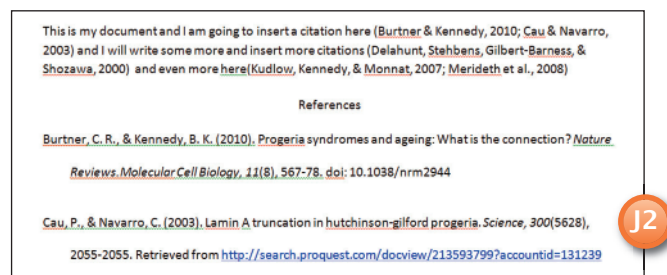 This is my document and I am going to insert a citation here (Burtner & Kennedy, 2010; Cau & Navarro,
2003) and I will write some more and insert more citations (Delahunt, Stehbens, Gilbert-Barness, &
Shozawa, 2000)  and even more here(Kudlow, Kennedy, & Monnat, 2007; Merideth et al., 2008)
References
Burtner, C. R., & Kennedy, B. K. (2010). Progeria syndromes and ageing: What is the connection? Nature
Reviews.Molecular Cell Biology, 11(8), 567-78. doi: 10.1038/nrm2944
Cau, P., & Navarro, C. (2003). Lamin A truncation in hutchinson-gilford progeria. Science, 300(5628),
2055-2055. Retrieved from http://search.proquest.com/docview/213593799?accountid=131239
J2